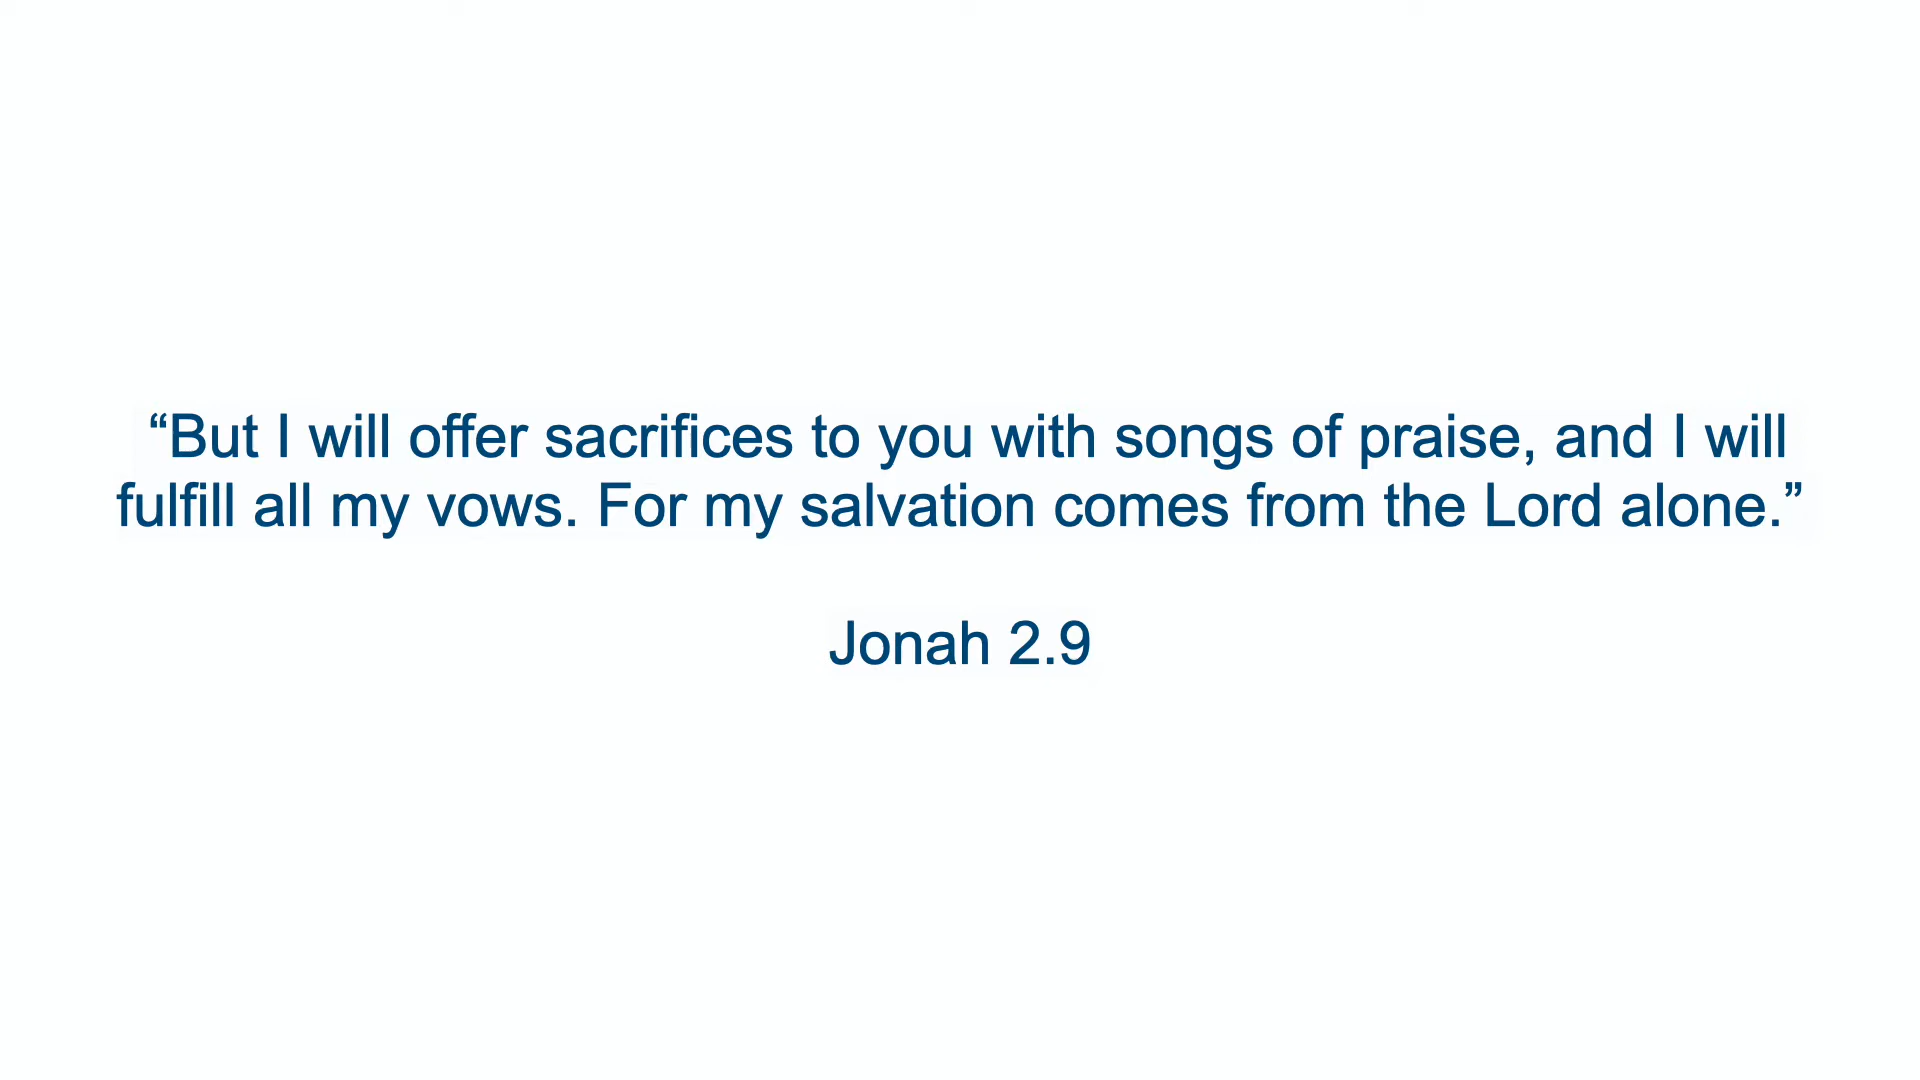 “But I will offer sacrifices to you with songs of praise, and I will
fulfill all my vows. For my salvation comes from the Lord alone.”
Jonah 2.9